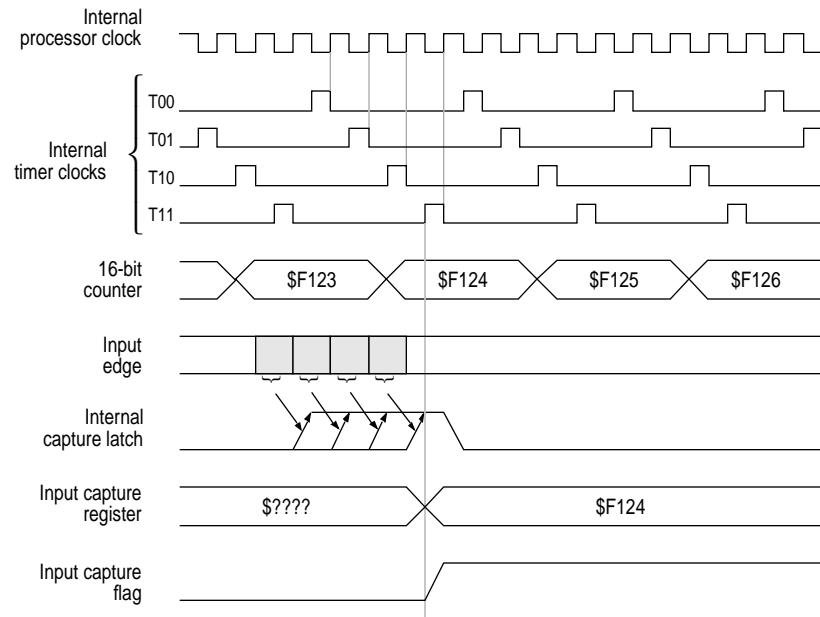 Internal
processor clock
T00
T01
Internal
timer clocks
T10
T11
16-bit
counter
$F123
$F124
$F125
$F126
Input
edge
Internal
capture latch
Input capture
register
$????
$F124
Input capture
flag